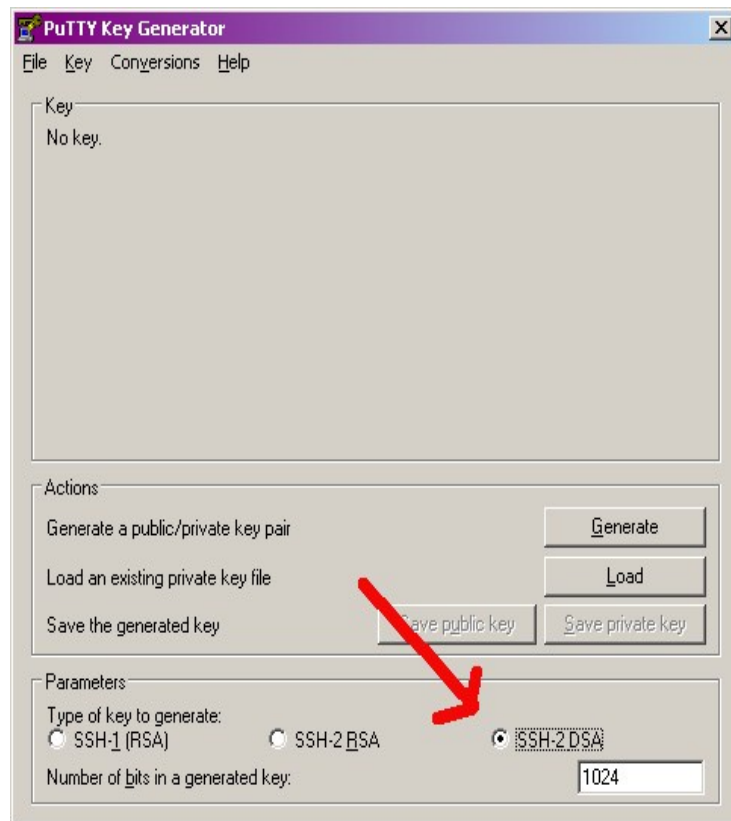 PuTTY Key Generator
File Key Conversions Help
Key
No key.
Actions
Generate a public/private key pair
Generate
Load an existing private key file
Load
Save the generated key
Save public key
Save private key
Parameters
Type of key to generate:
SSH-1 (RSA)
SSH-2 RSA
SSH-2 DSA
Number of bits in a generated key:
1024